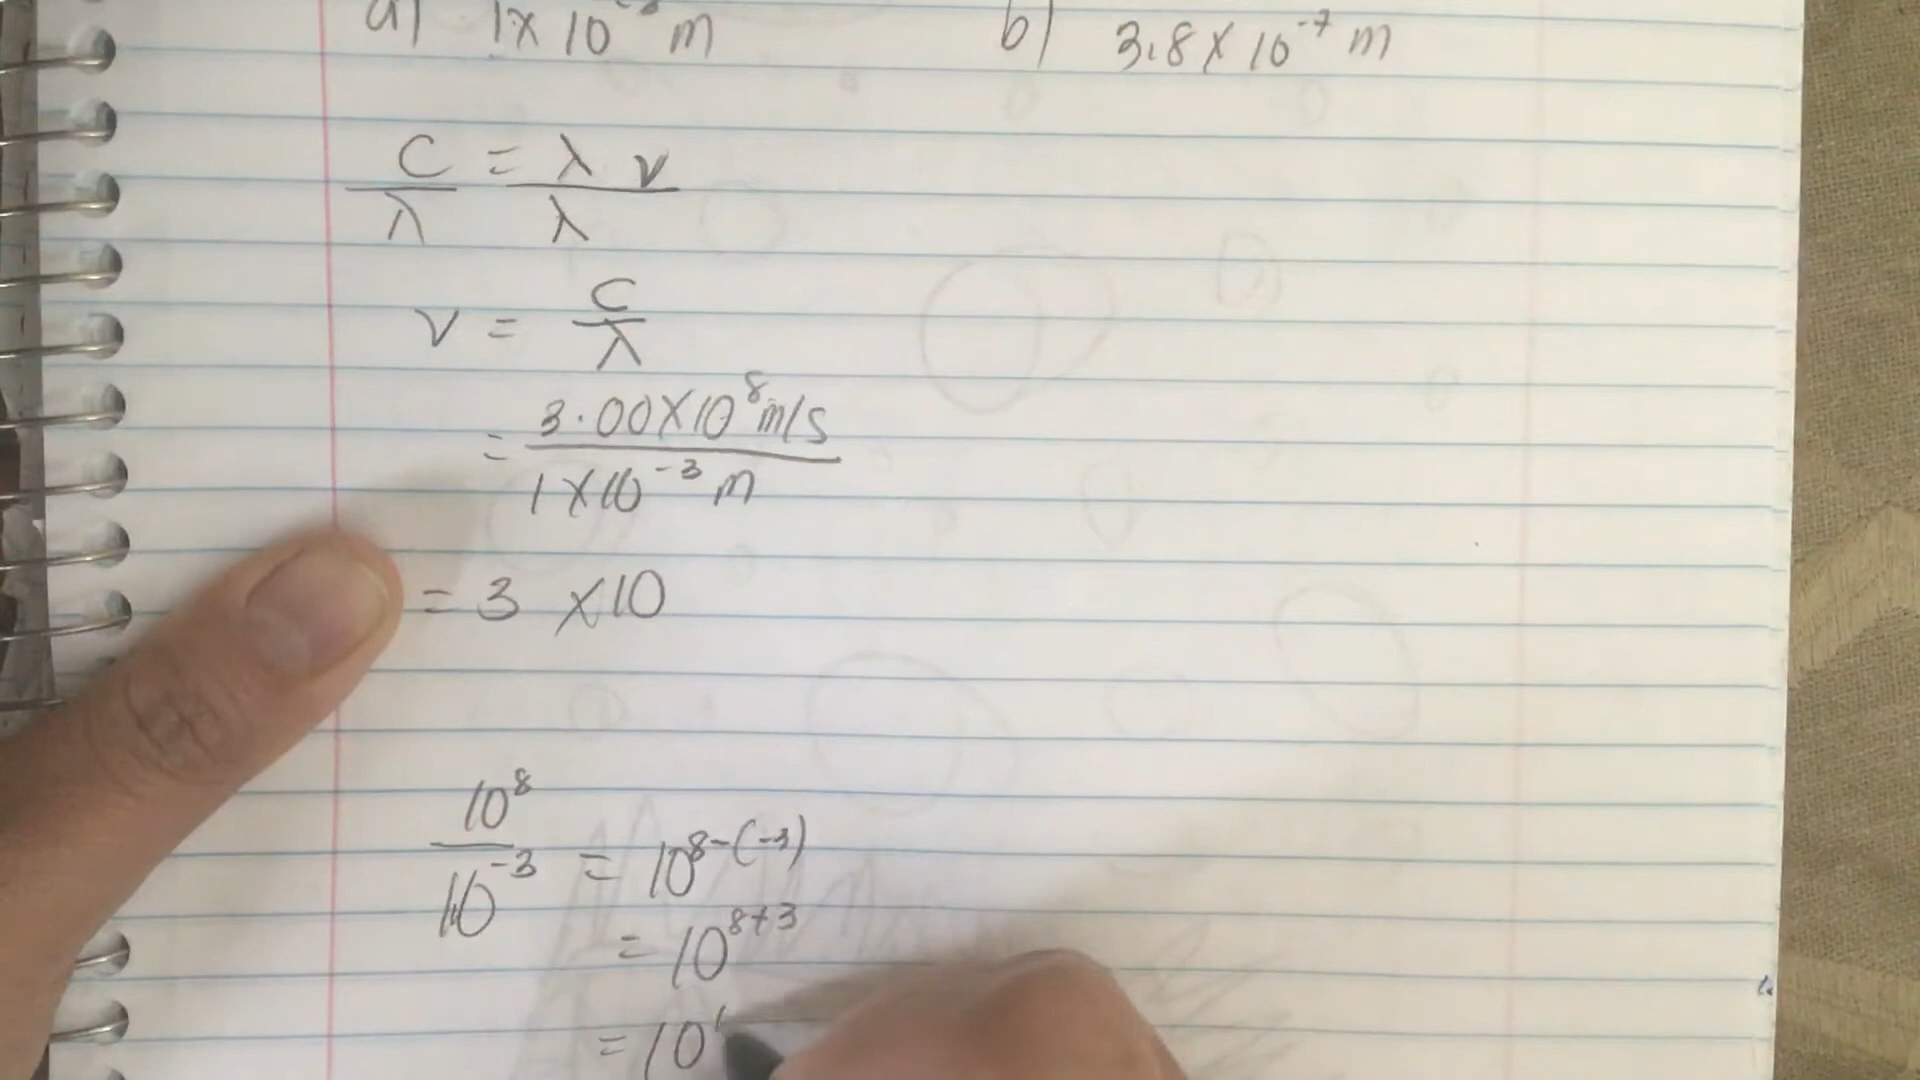 a) 1 x 10 m b) 3.8 x 10⁻⁷ m
C = λ ν
λ λ
ν = C
λ
= 3.00 x 10⁸ m/s
1 x 10⁻³ m
= 3 x 10
10⁸
10⁻³ = 10⁸⁻⁽⁻³⁾
= 10⁸⁺³
= 10¹